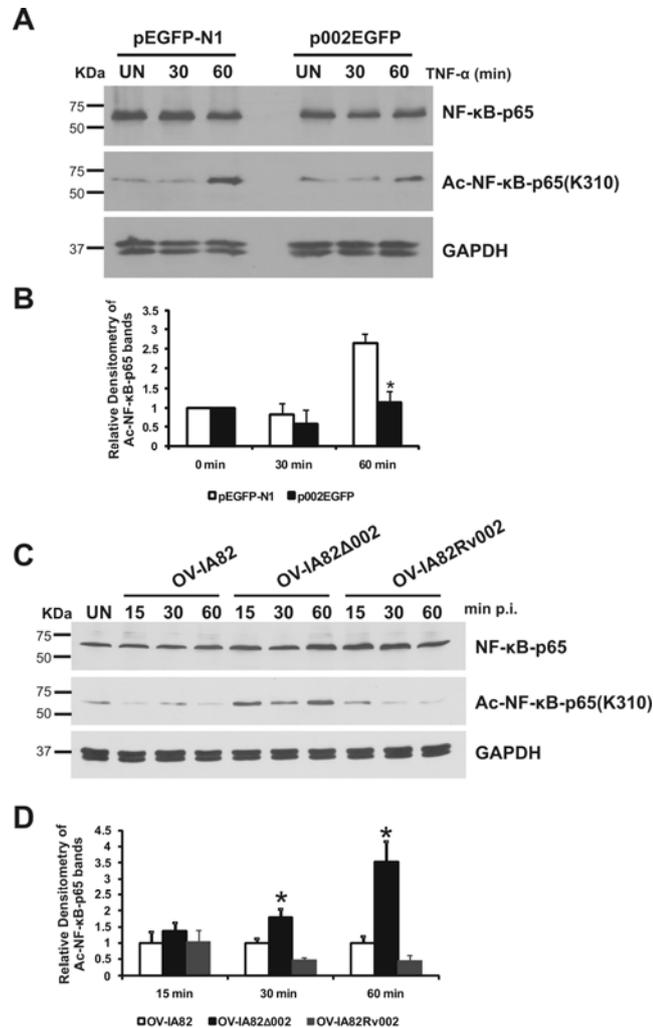 A
pEGFP-N1 p002EGFP
KDa UN 30 60 UN 30 60 TNF-α (min)
75
50
NF-κB-p65
75
50
Ac-NF-κB-p65(K310)
37
GAPDH
B
Relative Densitometry of
Ac-NF-κB-p65 bands
3.5
3
2.5
2
1.5
1
0.5
0
*
0 min 30 min 60 min
pEGFP-N1 p002EGFP
C
OV-IA82 OV-IA82Δ002 OV-IA82Rv002
KDa UN 15 30 60 15 30 60 15 30 60 min p.i.
75
50
NF-κB-p65
75
50
Ac-NF-κB-p65(K310)
37
GAPDH
D
Relative Densitometry of
Ac-NF-κB-p65 bands
4.5
4
3.5
3
2.5
2
1.5
1
0.5
0
* *
15 min 30 min 60 min
OV-IA82 OV-IA82Δ002 OV-IA82Rv002